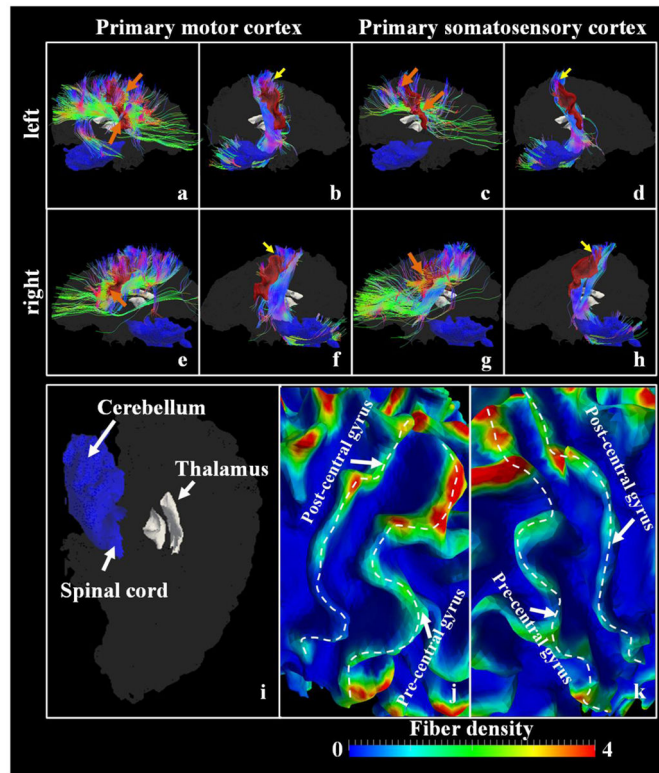 Primary motor cortex
Primary somatosensory cortex
left
a
b
c
d
right
e
f
g
h
Cerebellum
Thalamus
Spinal cord
i
Post-central gyrus
Pre-central gyrus
j
Post-central gyrus
Pre-central gyrus
k
Fiber density
0
4